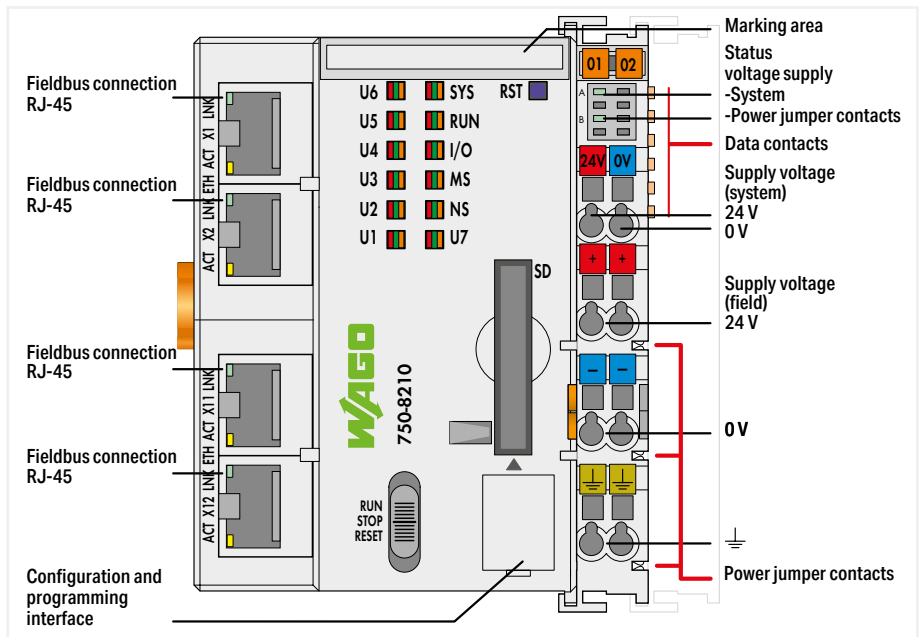 Fieldbus connection
RJ-45
Fieldbus connection
RJ-45
Fieldbus connection
RJ-45
Fieldbus connection
RJ-45
Configuration and
programming
interface
ACT X1 LNK
ETH
ACT X2 LNK
ACT X11 LNK
ETH
ACT X12 LNK
U6 SYS RST
U5 RUN
U4 I/O
U3 MS
U2 NS
U1 U7
SD
WAGO
750-8210
RUN
STOP
RESET
01 02
A
B
24V 0V
+ +
− −
Marking area
Status
voltage supply
-System
-Power jumper contacts
Data contacts
Supply voltage
(system)
24 V
0 V
Supply voltage
(field)
24 V
0 V
Power jumper contacts